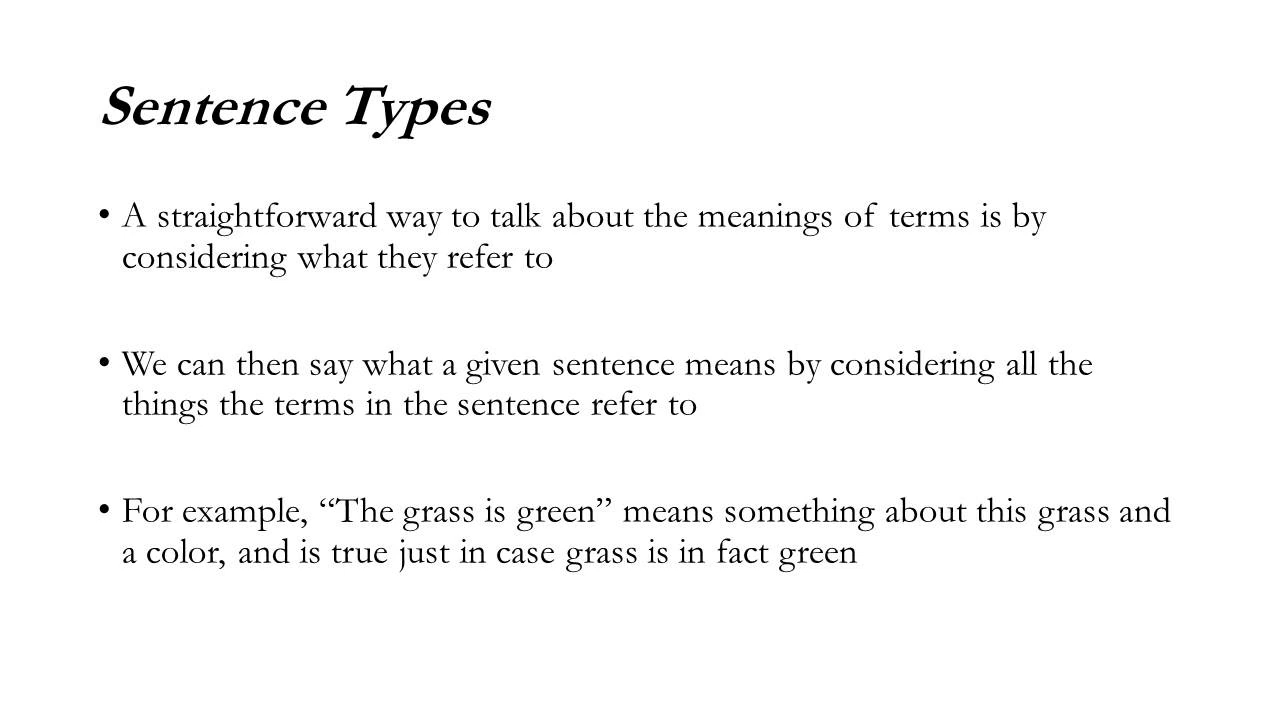 Sentence Types
• A straightforward way to talk about the meanings of terms is by
considering what they refer to
• We can then say what a given sentence means by considering all the
things the terms in the sentence refer to
• For example, “The grass is green” means something about this grass and
a color, and is true just in case grass is in fact green